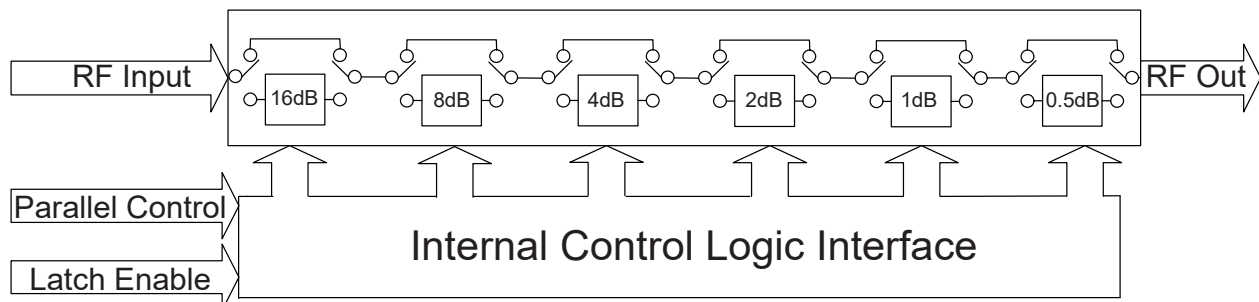 RF Input
16dB
8dB
4dB
2dB
1dB
0.5dB
RF Out
Parallel Control
Internal Control Logic Interface
Latch Enable